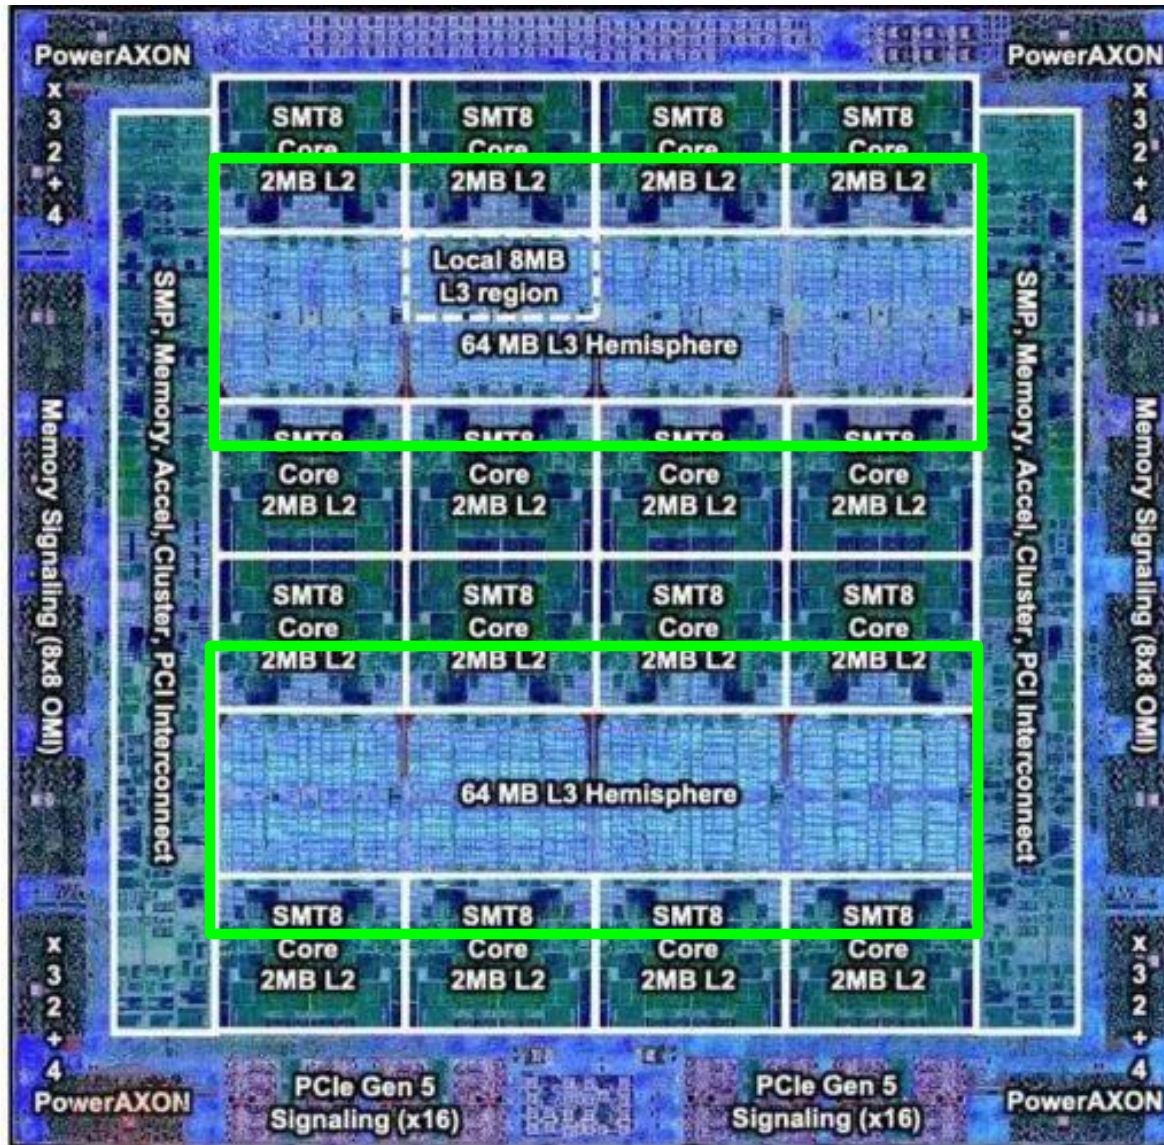 PowerAXON
PowerAXON
x
3
2
+
4
x
3
2
+
4
SMT8
Core
2MB L2
SMT8
Core
2MB L2
SMT8
Core
2MB L2
SMT8
Core
2MB L2
Local 8MB
L3 region
64 MB L3 Hemisphere
SMT8
Core
2MB L2
SMT8
Core
2MB L2
SMT8
Core
2MB L2
SMT8
Core
2MB L2
SMT8
Core
2MB L2
SMT8
Core
2MB L2
SMT8
Core
2MB L2
SMT8
Core
2MB L2
64 MB L3 Hemisphere
SMT8
Core
2MB L2
SMT8
Core
2MB L2
SMT8
Core
2MB L2
SMT8
Core
2MB L2
Memory Signaling (8x8 OMI)
SMP, Memory, Accel, Cluster, PCI Interconnect
SMP, Memory, Accel, Cluster, PCI Interconnect
Memory Signaling (8x8 OMI)
x
3
2
+
4
x
3
2
+
4
PowerAXON
PCIe Gen 5
Signaling (x16)
PCIe Gen 5
Signaling (x16)
PowerAXON